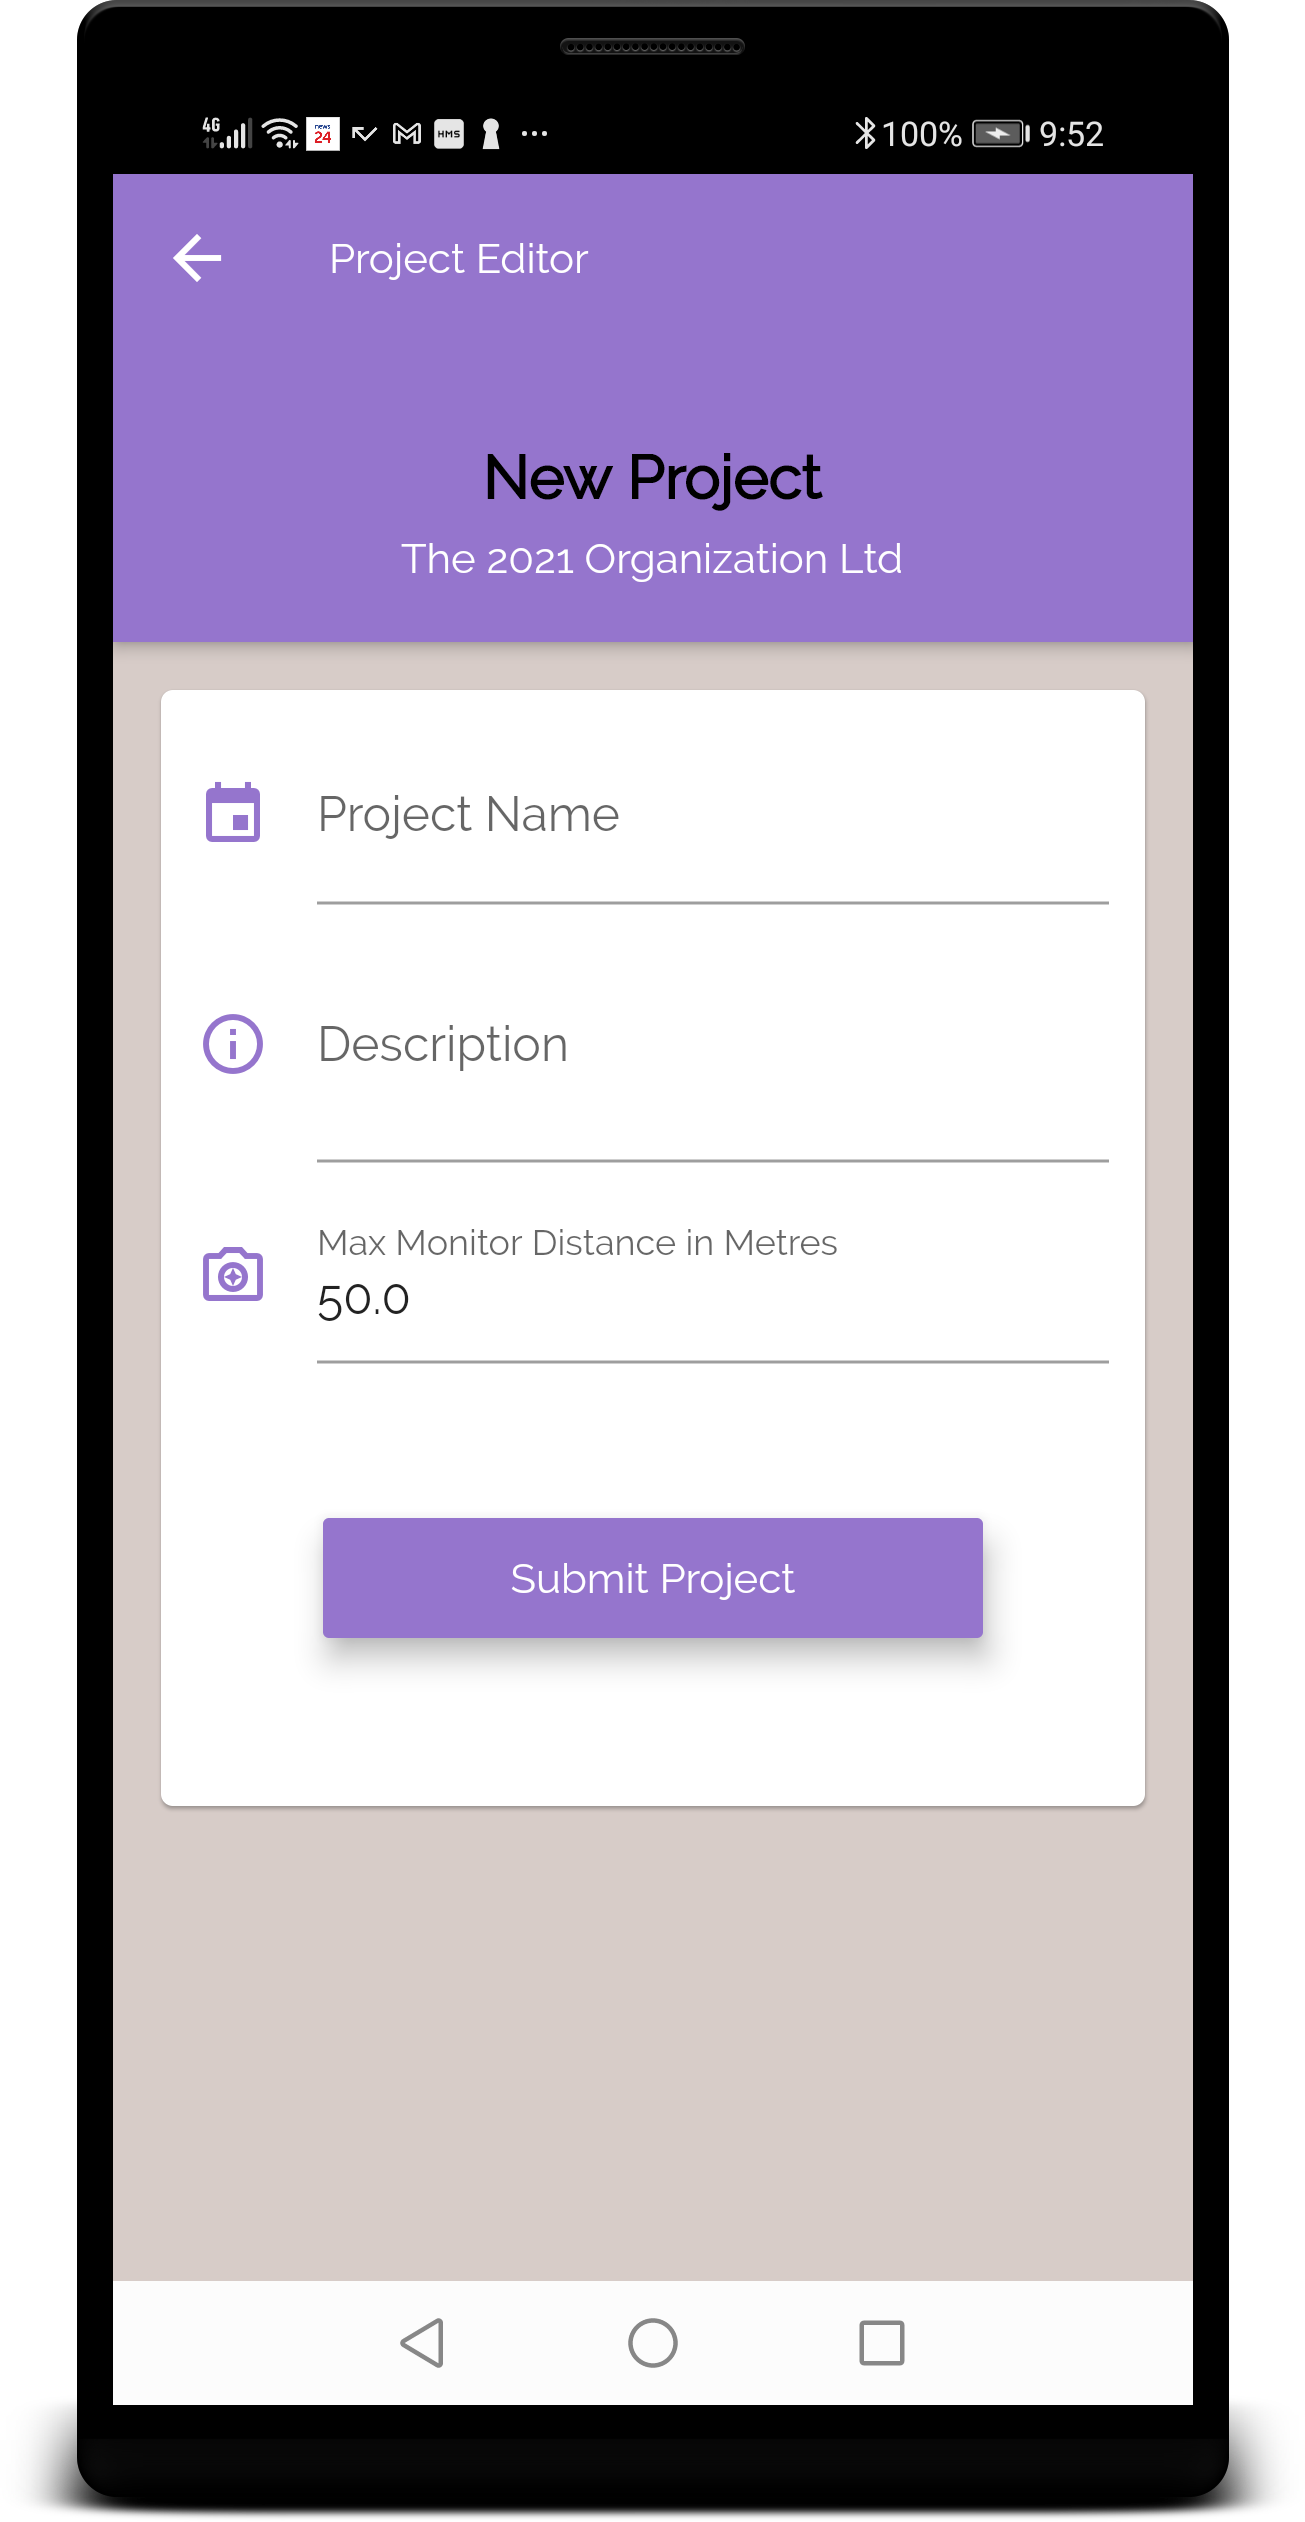 4G
news
24
HMS
100%
9:52
Project Editor
New Project
The 2021 Organization Ltd
Project Name
Description
Max Monitor Distance in Metres
50.0
Submit Project